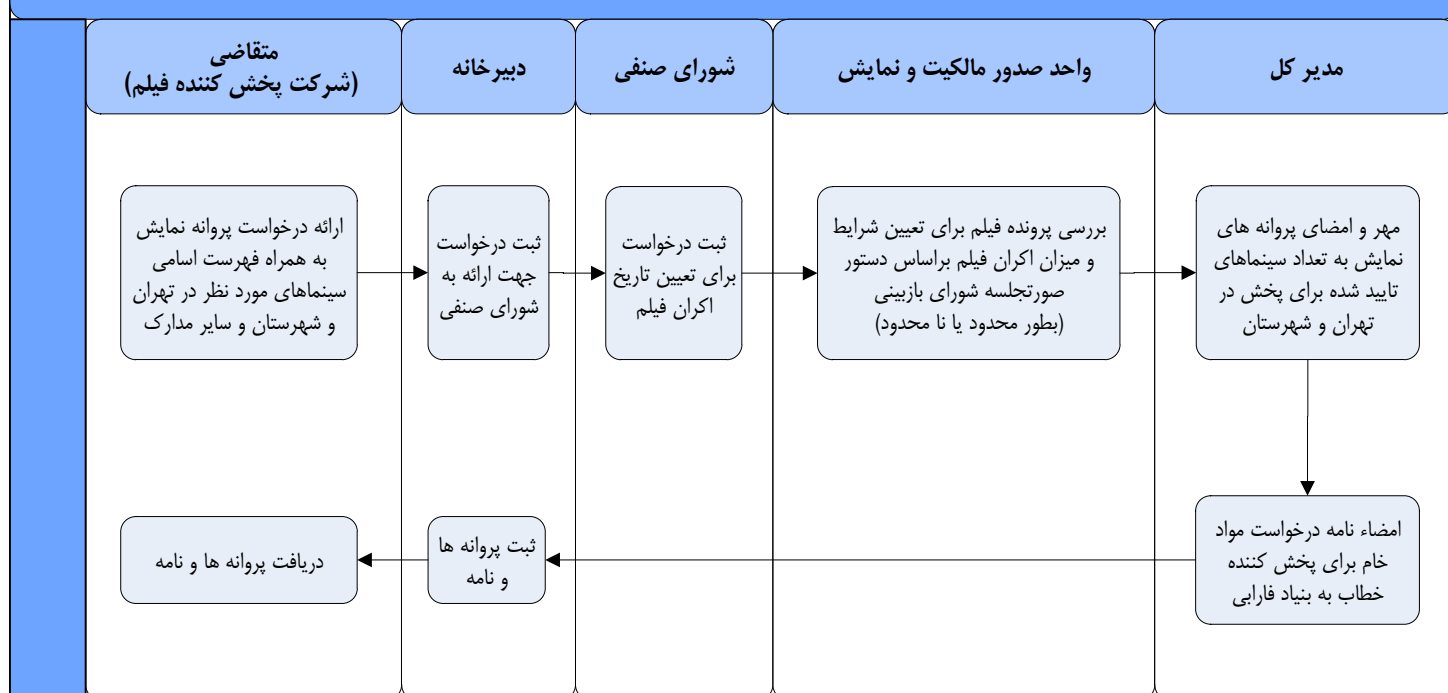 متقاضی
(شرکت پخش کننده فیلم)
دبیرخانه
شورای صنفی
واحد صدور مالکیت و نمایش
مدیر کل
ارائه درخواست پروانه نمایش
به همراه فهرست اسامی
سینماهای مورد نظر در تهران
و شهرستان و سایر مدارک
ثبت درخواست
جهت ارائه به
شورای صنفی
ثبت درخواست
برای تعیین تاریخ
اکران فیلم
بررسی پرونده فیلم برای تعیین شرایط
و میزان اکران فیلم براساس دستور
صورتجلسه شورای بازبینی
(بطور محدود یا نا محدود)
مهر و امضای پروانه های
نمایش به تعداد سینماهای
تایید شده برای پخش در
تهران و شهرستان
امضاء نامه درخواست مواد
خام برای پخش کننده
خطاب به بنیاد فارابی
ثبت پروانه ها
و نامه
دریافت پروانه ها و نامه